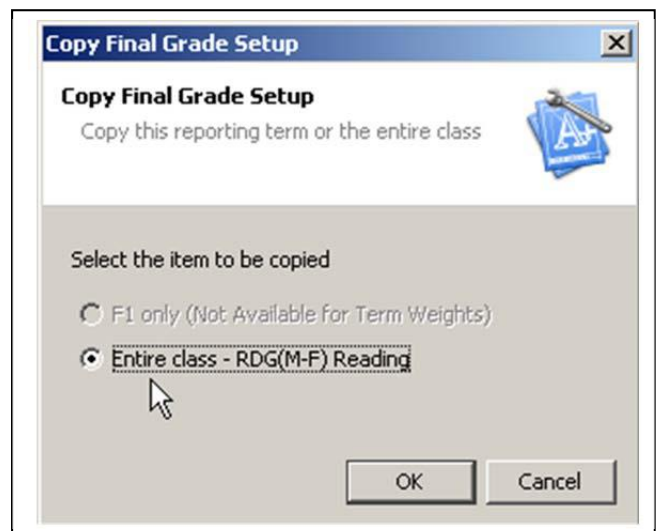 Copy Final Grade Setup
Copy Final Grade Setup
Copy this reporting term or the entire class
A+
Select the item to be copied
F1 only (Not Available for Term Weights)
Entire class - RDG(M-F) Reading
OK
Cancel